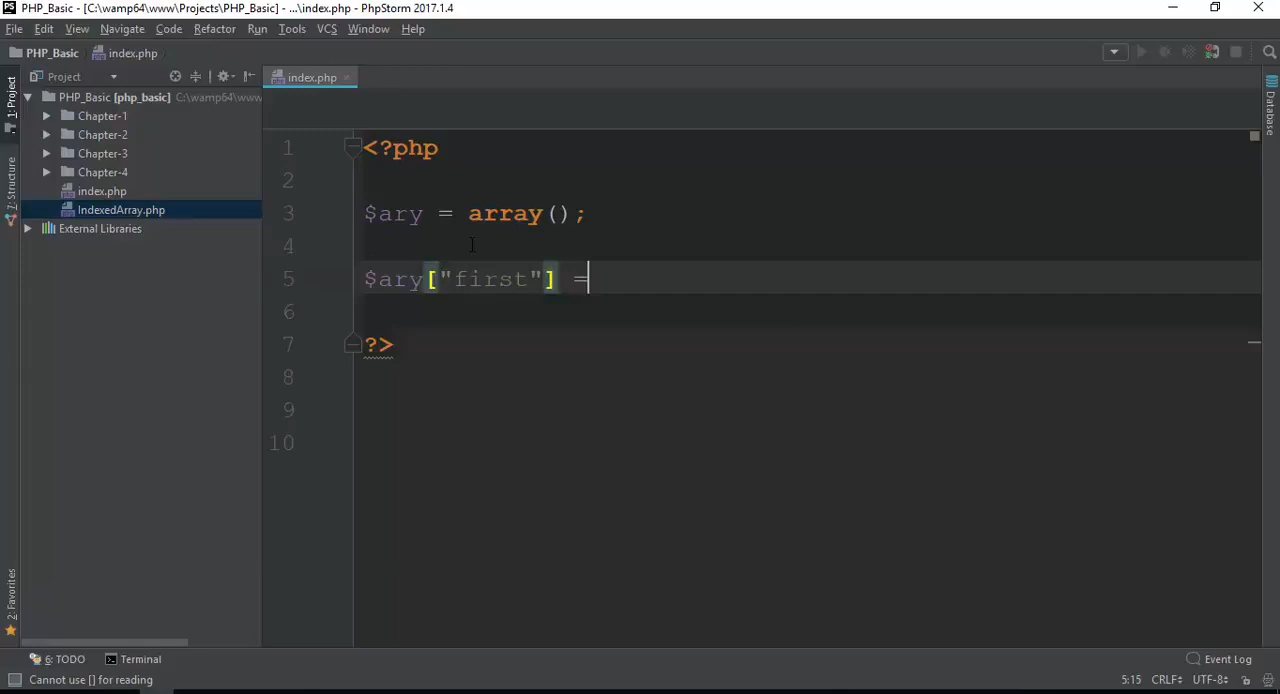 PS PHP_Basic - [C:\wamp64\www\Projects\PHP_Basic] - ...\index.php - PhpStorm 2017.1.4
File Edit View Navigate Code Refactor Run Tools VCS Window Help
PHP_Basic index.php
Project
index.php
1: Project
7: Structure
2: Favorites
PHP_Basic [php_basic] C:\wamp64\www
Chapter-1
Chapter-2
Chapter-3
Chapter-4
index.php
IndexedArray.php
External Libraries
1 <?php
2
3 $ary = array();
4
5 $ary["first"] =
6
7 ?>
8
9
10
Database
6: TODO Terminal Event Log
Cannot use [] for reading 5:15 CRLF UTF-8